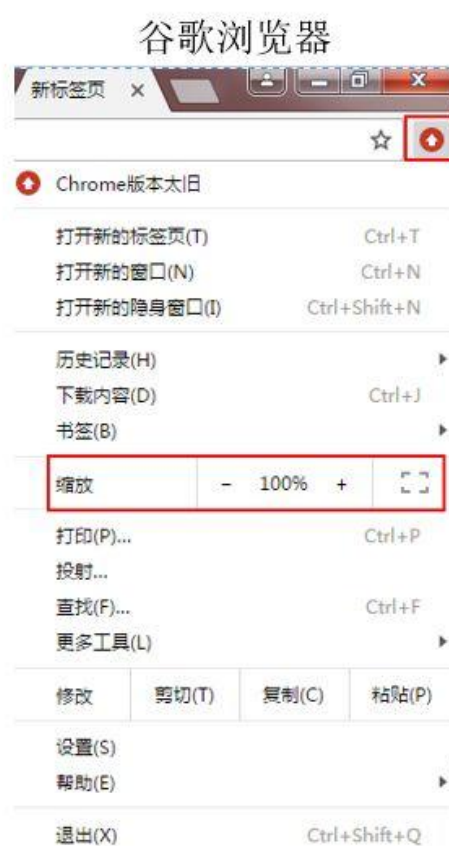 谷歌浏览器
新标签页
Chrome版本太旧
打开新的标签页(T) Ctrl+T
打开新的窗口(N) Ctrl+N
打开新的隐身窗口(I) Ctrl+Shift+N
历史记录(H)
下载内容(D) Ctrl+J
书签(B)
缩放 - 100% +
打印(P)... Ctrl+P
投射...
查找(F)... Ctrl+F
更多工具(L)
修改 剪切(T) 复制(C) 粘贴(P)
设置(S)
帮助(E)
退出(X) Ctrl+Shift+Q